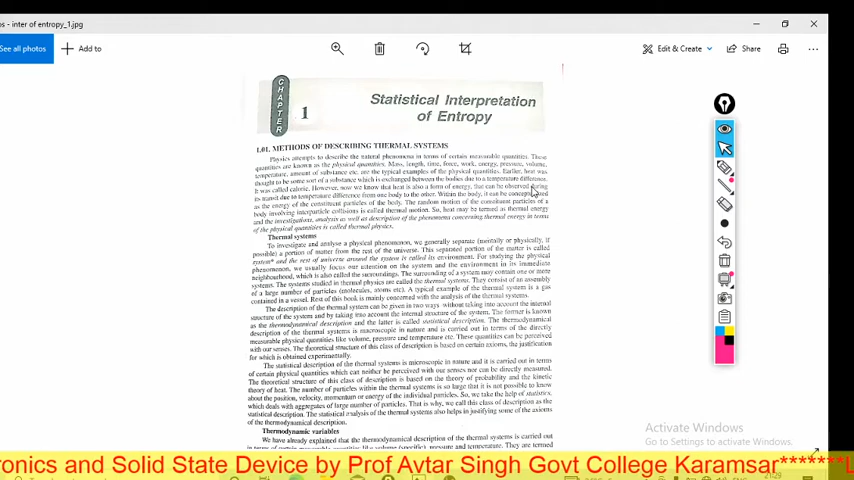 os - inter of entropy_1.jpg
See all photos
Add to
Edit & Create
Share
CHAPTER
1
Statistical Interpretation
of Entropy
1.01. METHODS OF DESCRIBING THERMAL SYSTEMS
Physics attempts to describe the natural phenomena in terms of certain measurable quantities. These
quantities are known as the physical quantities. Mass, length, time, force, work, energy, pressure, volume,
temperature, amount of substance etc. are the typical examples of the physical quantities. Earlier, heat was
thought to be some sort of a substance which is exchanged between the bodies due to a temperature difference.
It was called calorie. However, now we know that heat is also a form of energy, that can be observed during
its transit due to temperature difference from one body to the other. Within the body, it can be conceptualised
as the energy of the constituent particles of the body. The random motion of the constituent particles of a
body involving interparticle collisions is called thermal motion. So, heat may be termed as thermal energy
and the investigations, analysis as well as description of the phenomena concerning thermal energy in terms
of the physical quantities is called thermal physics.
Thermal systems
To investigate and analyse a physical phenomenon, we generally separate (mentally or physically, if
possible) a portion of matter from the rest of the universe. This separated portion of the matter is called
system* and the rest of universe around the system is called its environment. For studying the physical
phenomenon, we usually focus our attention on the system and the environment in its immediate
neighbourhood, which is also called the surroundings. The surrounding of a system may contain one or more
systems. The systems studied in thermal physics are called the thermal systems. They consist of an assembly
of a large number of particles (molecules, atoms etc). A typical example of the thermal system is a gas
contained in a vessel. Rest of this book is mainly concerned with the analysis of the thermal systems.
The description of the thermal system can be given in two ways without taking into account the internal
structure of the system and by taking into account the internal structure of the system. The former is known
as the thermodynamical description and the latter is called statistical description. The thermodynamical
description of the thermal systems is macroscopic in nature and is carried out in terms of the directly
measurable physical quantities like volume, pressure and temperature etc. These quantities can be perceived
with our senses. The theoretical structure of this class of description is based on certain axioms, the justification
for which is obtained experimentally.
The statistical description of the thermal systems is microscopic in nature and it is carried out in terms
of certain physical quantities which can neither be perceived with our senses nor can be directly measured.
The theoretical structure of this class of description is based on the theory of probability and the kinetic
theory of heat. The number of particles within the thermal systems is so large that it is not possible to know
about the position, velocity, momentum or energy of the individual particles. So, we take the help of statistics,
which deals with aggregates of large number of particles. That is why, we call this class of description as the
statistical description. The statistical analysis of the thermal systems also helps in justifying some of the axioms
of the thermodynamical description.
Thermodynamic variables
We have already explained that the thermodynamical description of the thermal systems is carried out
in terms of certain measurable quantities like volume (specific), pressure and temperature. They are termed
Activate Windows
Go to Settings to activate Windows.
ronics and Solid State Device by Prof Avtar Singh Govt College Karamsar*******L
21:29